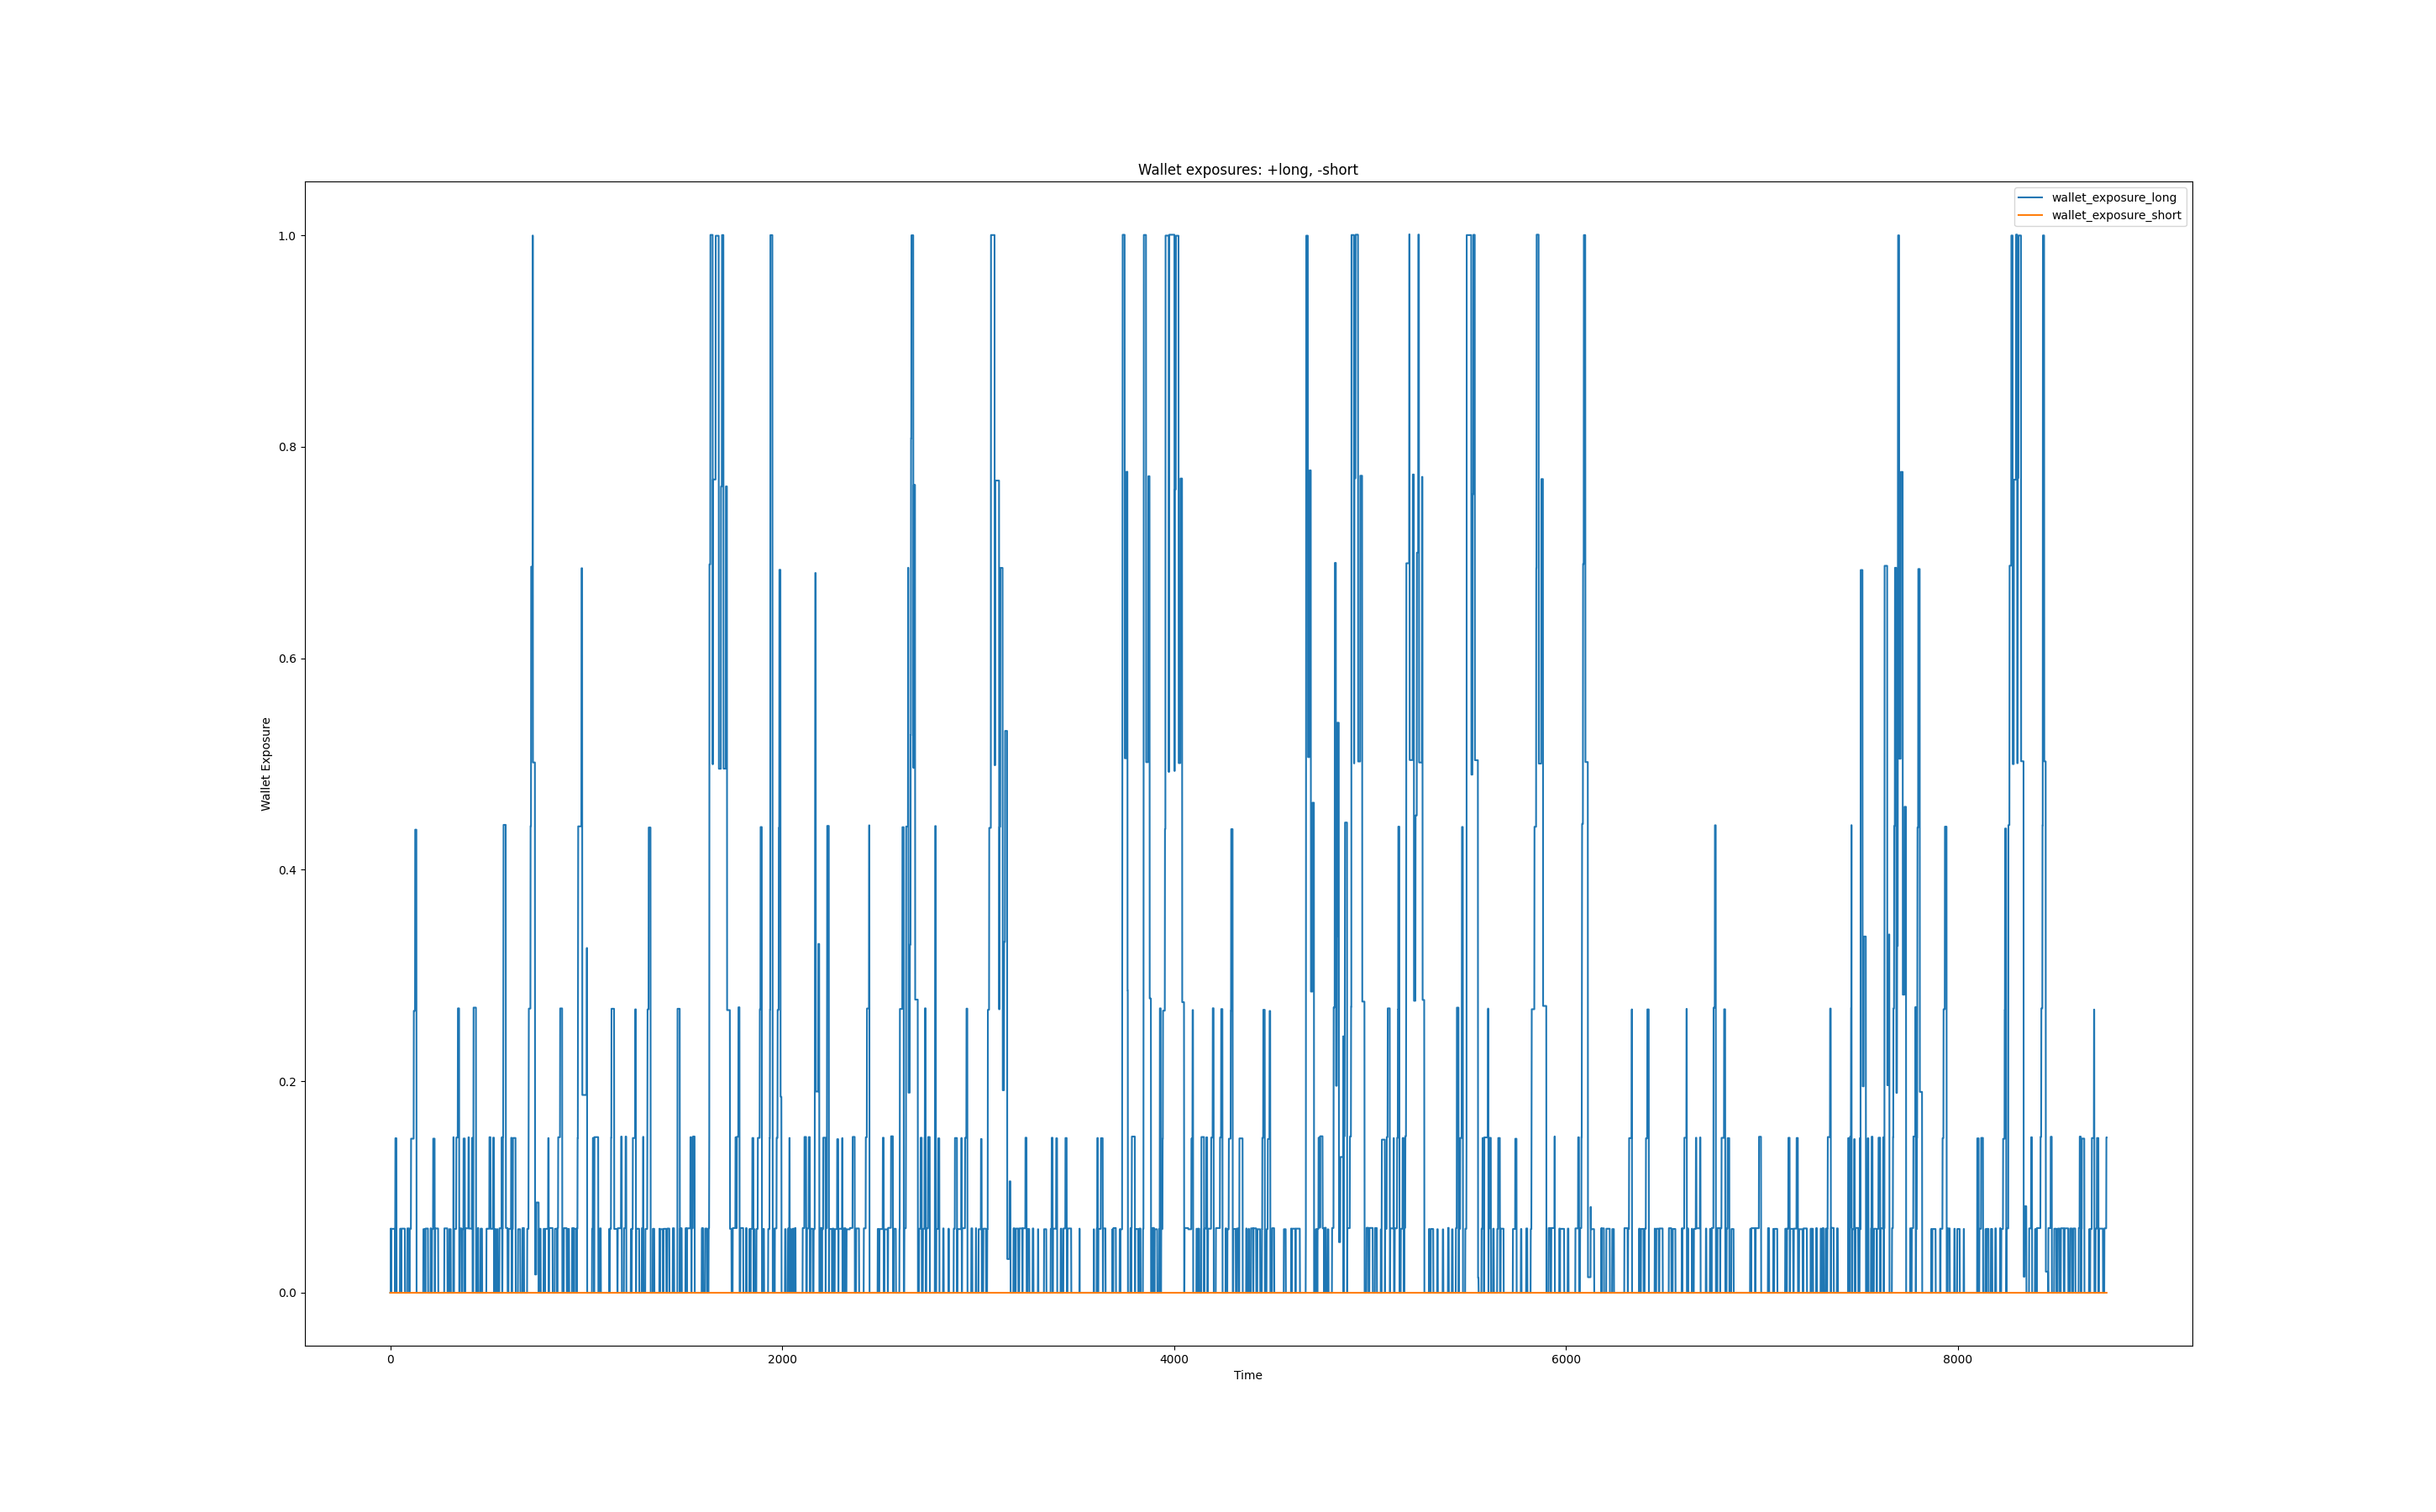 Wallet exposures: +long, -short
wallet_exposure_long
wallet_exposure_short
1.0
0.8
0.6
0.4
0.2
0.0
Wallet Exposure
0 2000 4000 6000 8000
Time